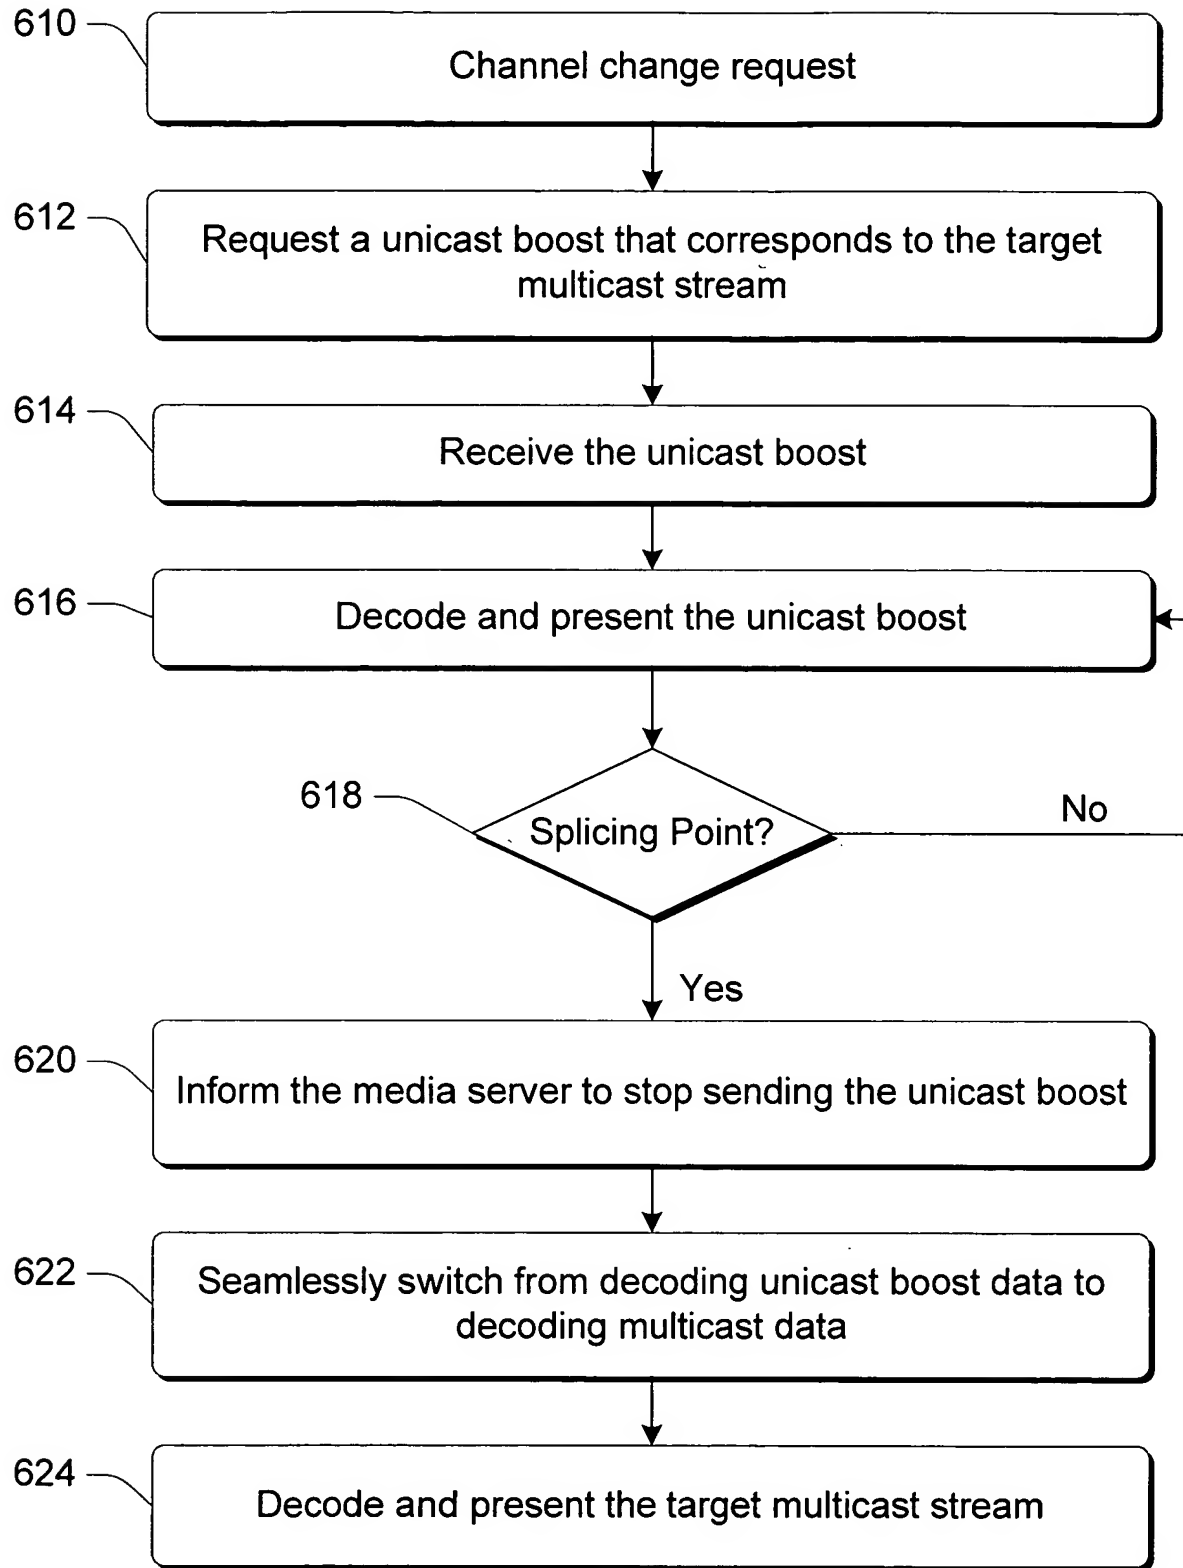 610
Channel change request
612
Request a unicast boost that corresponds to the target
multicast stream
614
Receive the unicast boost
616
Decode and present the unicast boost
618
Splicing Point?
No
Yes
620
Inform the media server to stop sending the unicast boost
622
Seamlessly switch from decoding unicast boost data to
decoding multicast data
624
Decode and present the target multicast stream